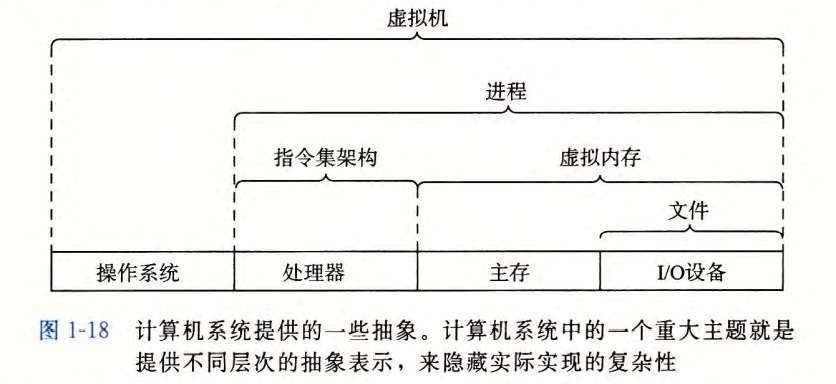 虚拟机
进程
指令集架构 虚拟内存
文件
操作系统 处理器 主存 I/O设备
图 1-18 计算机系统提供的一些抽象。计算机系统中的一个重大主题就是
提供不同层次的抽象表示，来隐藏实际实现的复杂性